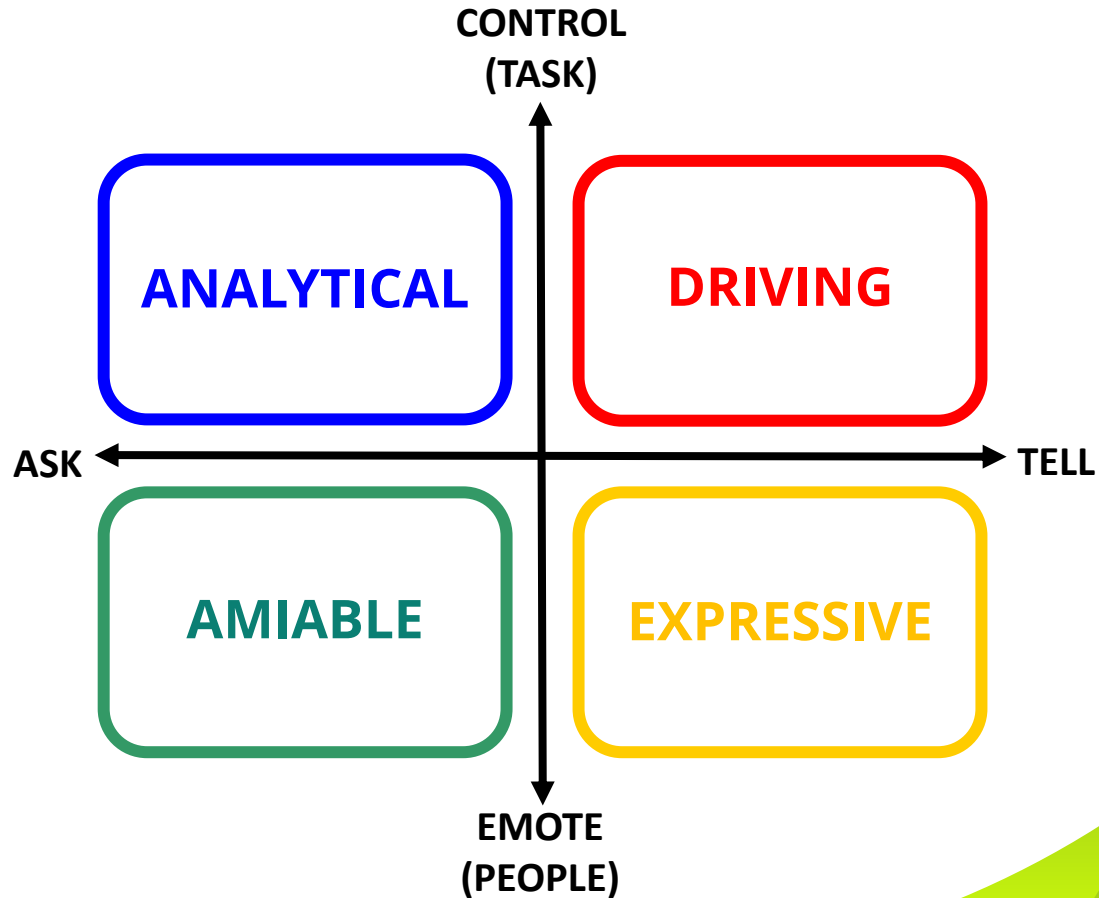 CONTROL
(TASK)
ANALYTICAL
DRIVING
ASK
TELL
AMIABLE
EXPRESSIVE
EMOTE
(PEOPLE)